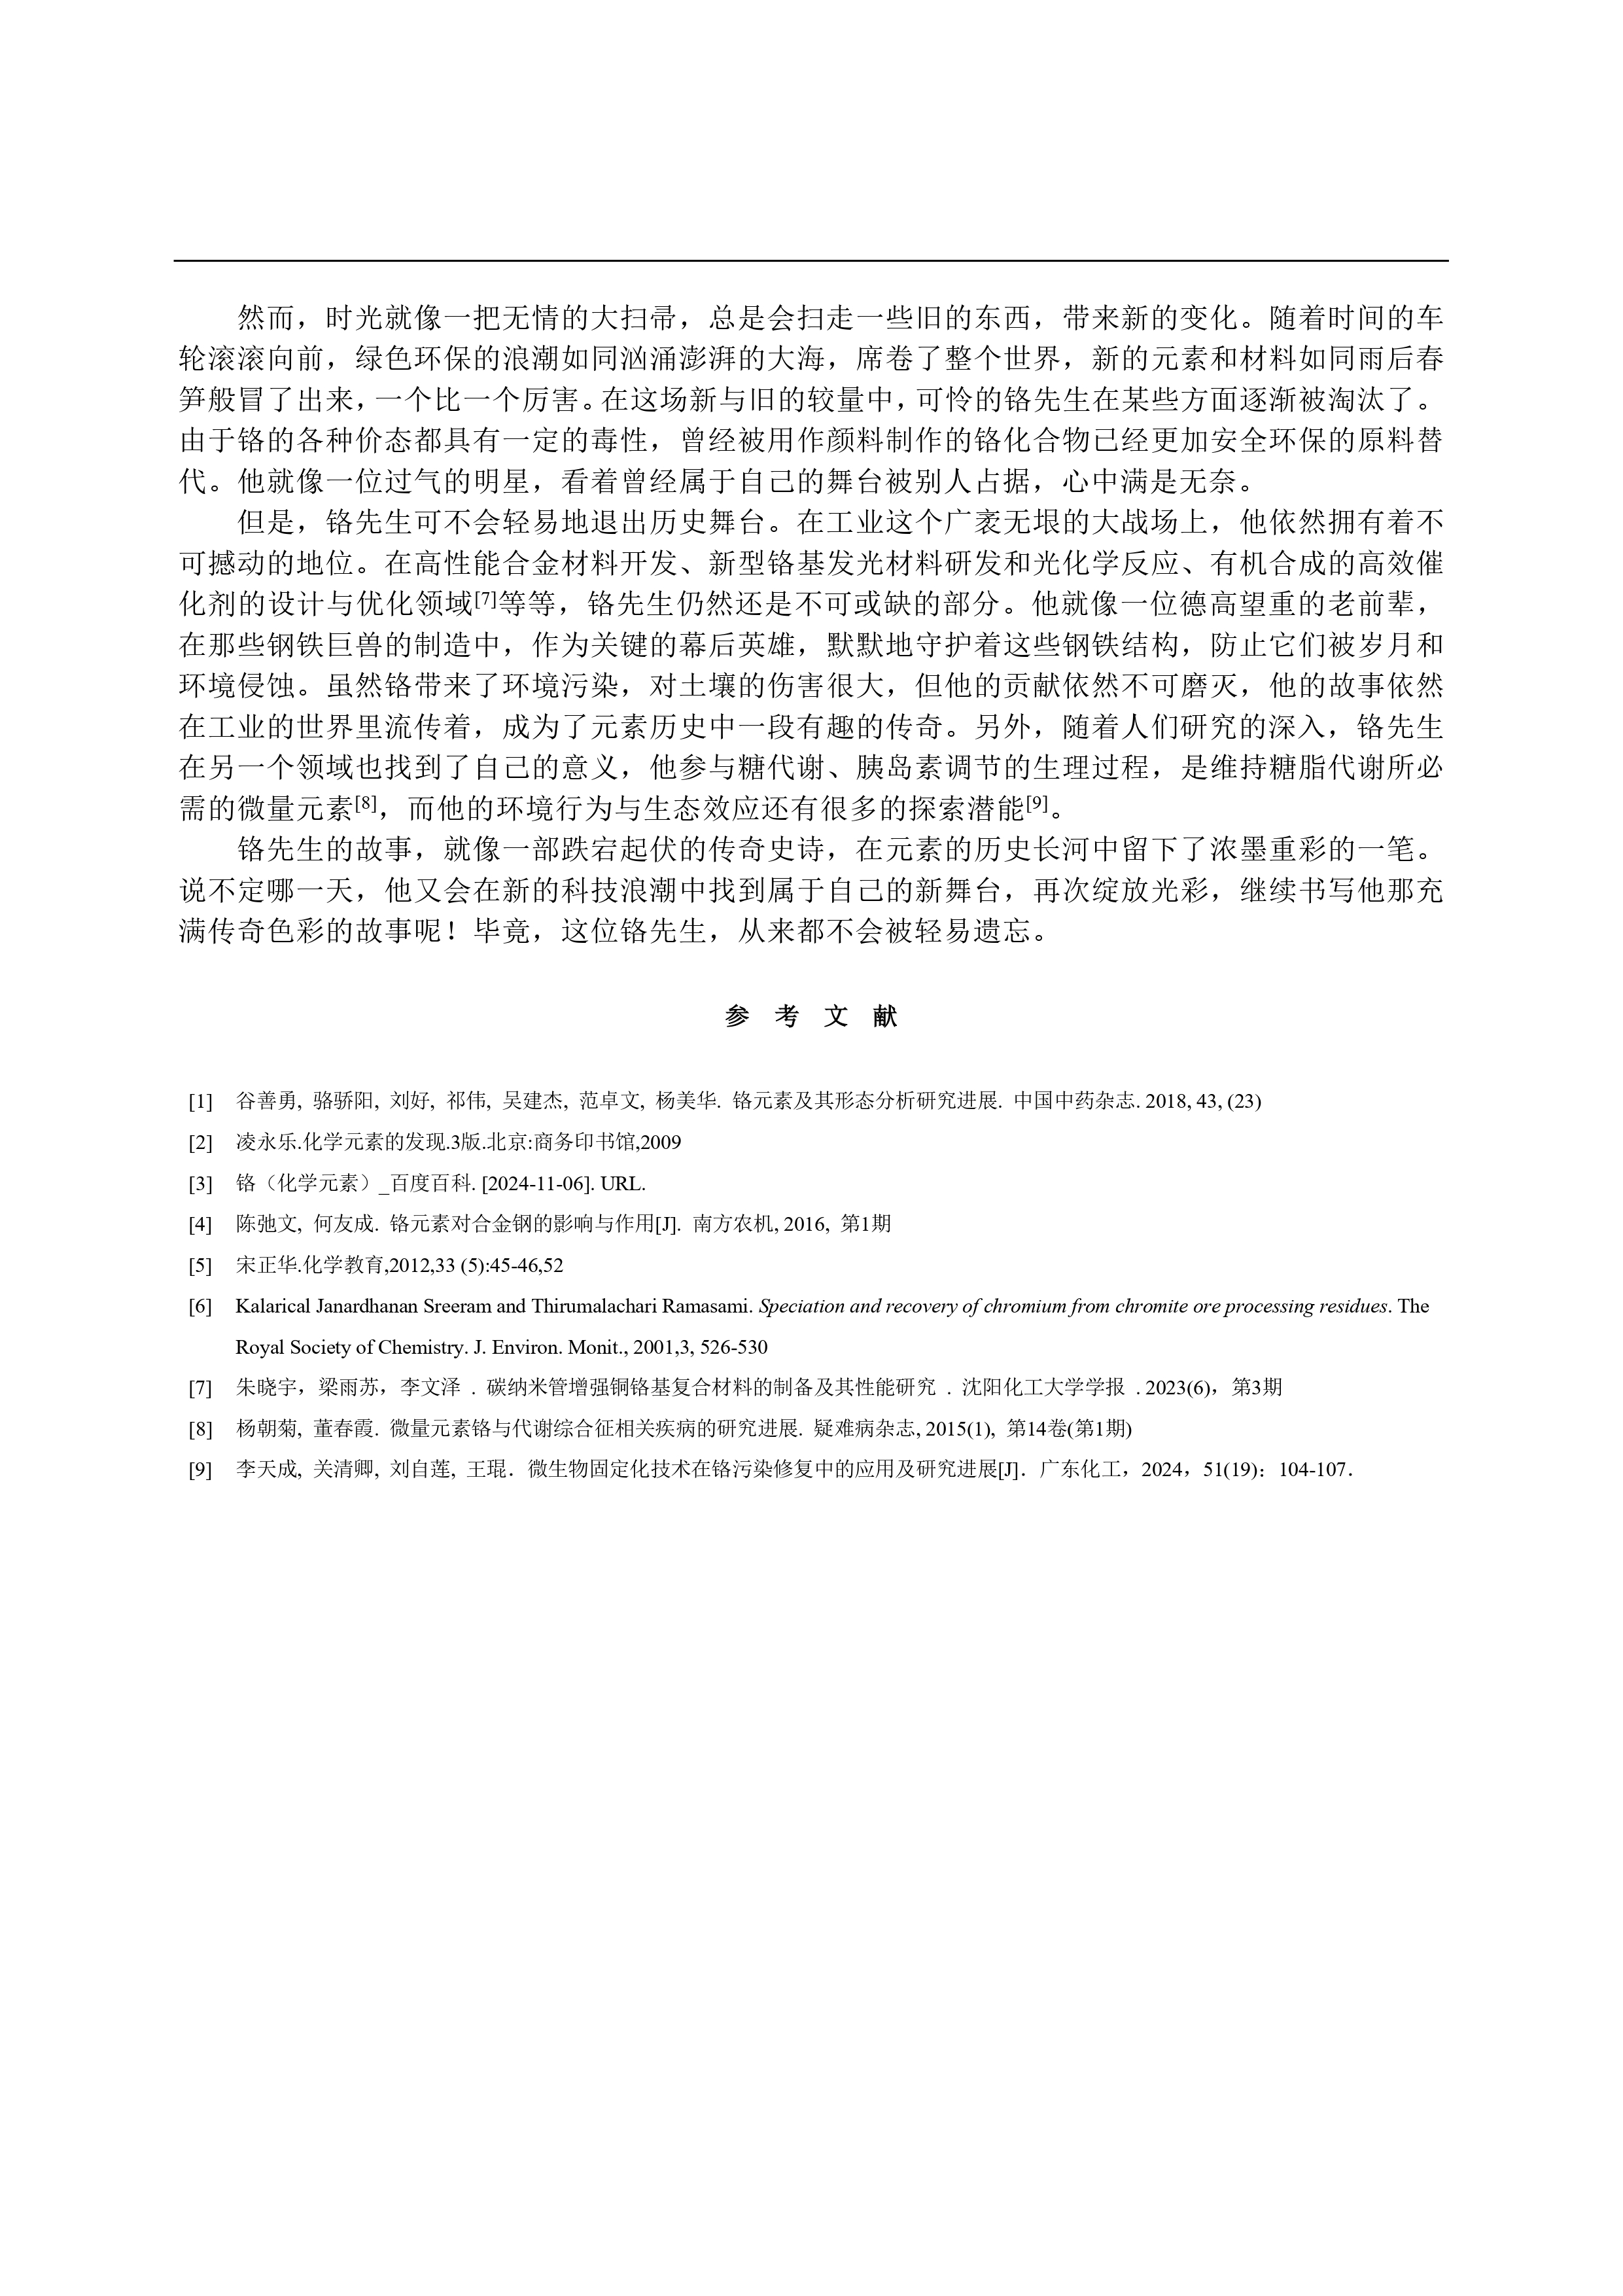 然而，时光就像一把无情的大扫帚，总是会扫走一些旧的东西，带来新的变化。随着时间的车
轮滚滚向前，绿色环保的浪潮如同汹涌澎湃的大海，席卷了整个世界，新的元素和材料如同雨后春
笋般冒了出来，一个比一个厉害。在这场新与旧的较量中，可怜的铬先生在某些方面逐渐被淘汰了。
由于铬的各种价态都具有一定的毒性，曾经被用作颜料制作的铬化合物已经更加安全环保的原料替
代。他就像一位过气的明星，看着曾经属于自己的舞台被别人占据，心中满是无奈。
但是，铬先生可不会轻易地退出历史舞台。在工业这个广袤无垠的大战场上，他依然拥有着不
可撼动的地位。在高性能合金材料开发、新型铬基发光材料研发和光化学反应、有机合成的高效催
化剂的设计与优化领域[7]等等，铬先生仍然还是不可或缺的部分。他就像一位德高望重的老前辈，
在那些钢铁巨兽的制造中，作为关键的幕后英雄，默默地守护着这些钢铁结构，防止它们被岁月和
环境侵蚀。虽然铬带来了环境污染，对土壤的伤害很大，但他的贡献依然不可磨灭，他的故事依然
在工业的世界里流传着，成为了元素历史中一段有趣的传奇。另外，随着人们研究的深入，铬先生
在另一个领域也找到了自己的意义，他参与糖代谢、胰岛素调节的生理过程，是维持糖脂代谢所必
需的微量元素[8]，而他的环境行为与生态效应还有很多的探索潜能[9]。
铬先生的故事，就像一部跌宕起伏的传奇史诗，在元素的历史长河中留下了浓墨重彩的一笔。
说不定哪一天，他又会在新的科技浪潮中找到属于自己的新舞台，再次绽放光彩，继续书写他那充
满传奇色彩的故事呢！毕竟，这位铬先生，从来都不会被轻易遗忘。
参 考 文 献
[1] 谷善勇, 骆骄阳, 刘好, 祁伟, 吴建杰, 范卓文, 杨美华. 铬元素及其形态分析研究进展. 中国中药杂志. 2018, 43, (23)
[2] 凌永乐.化学元素的发现.3版.北京:商务印书馆,2009
[3] 铬（化学元素）_百度百科. [2024-11-06]. URL.
[4] 陈弛文, 何友成. 铬元素对合金钢的影响与作用[J]. 南方农机, 2016, 第1期
[5] 宋正华.化学教育,2012,33 (5):45-46,52
[6] Kalarical Janardhanan Sreeram and Thirumalachari Ramasami. Speciation and recovery of chromium from chromite ore processing residues. The
Royal Society of Chemistry. J. Environ. Monit., 2001,3, 526-530
[7] 朱晓宇，梁雨苏，李文泽 . 碳纳米管增强铜铬基复合材料的制备及其性能研究 . 沈阳化工大学学报 . 2023(6)，第3期
[8] 杨朝菊, 董春霞. 微量元素铬与代谢综合征相关疾病的研究进展. 疑难病杂志, 2015(1), 第14卷(第1期)
[9] 李天成, 关清卿, 刘自莲, 王琨．微生物固定化技术在铬污染修复中的应用及研究进展[J]．广东化工，2024，51(19)：104-107．